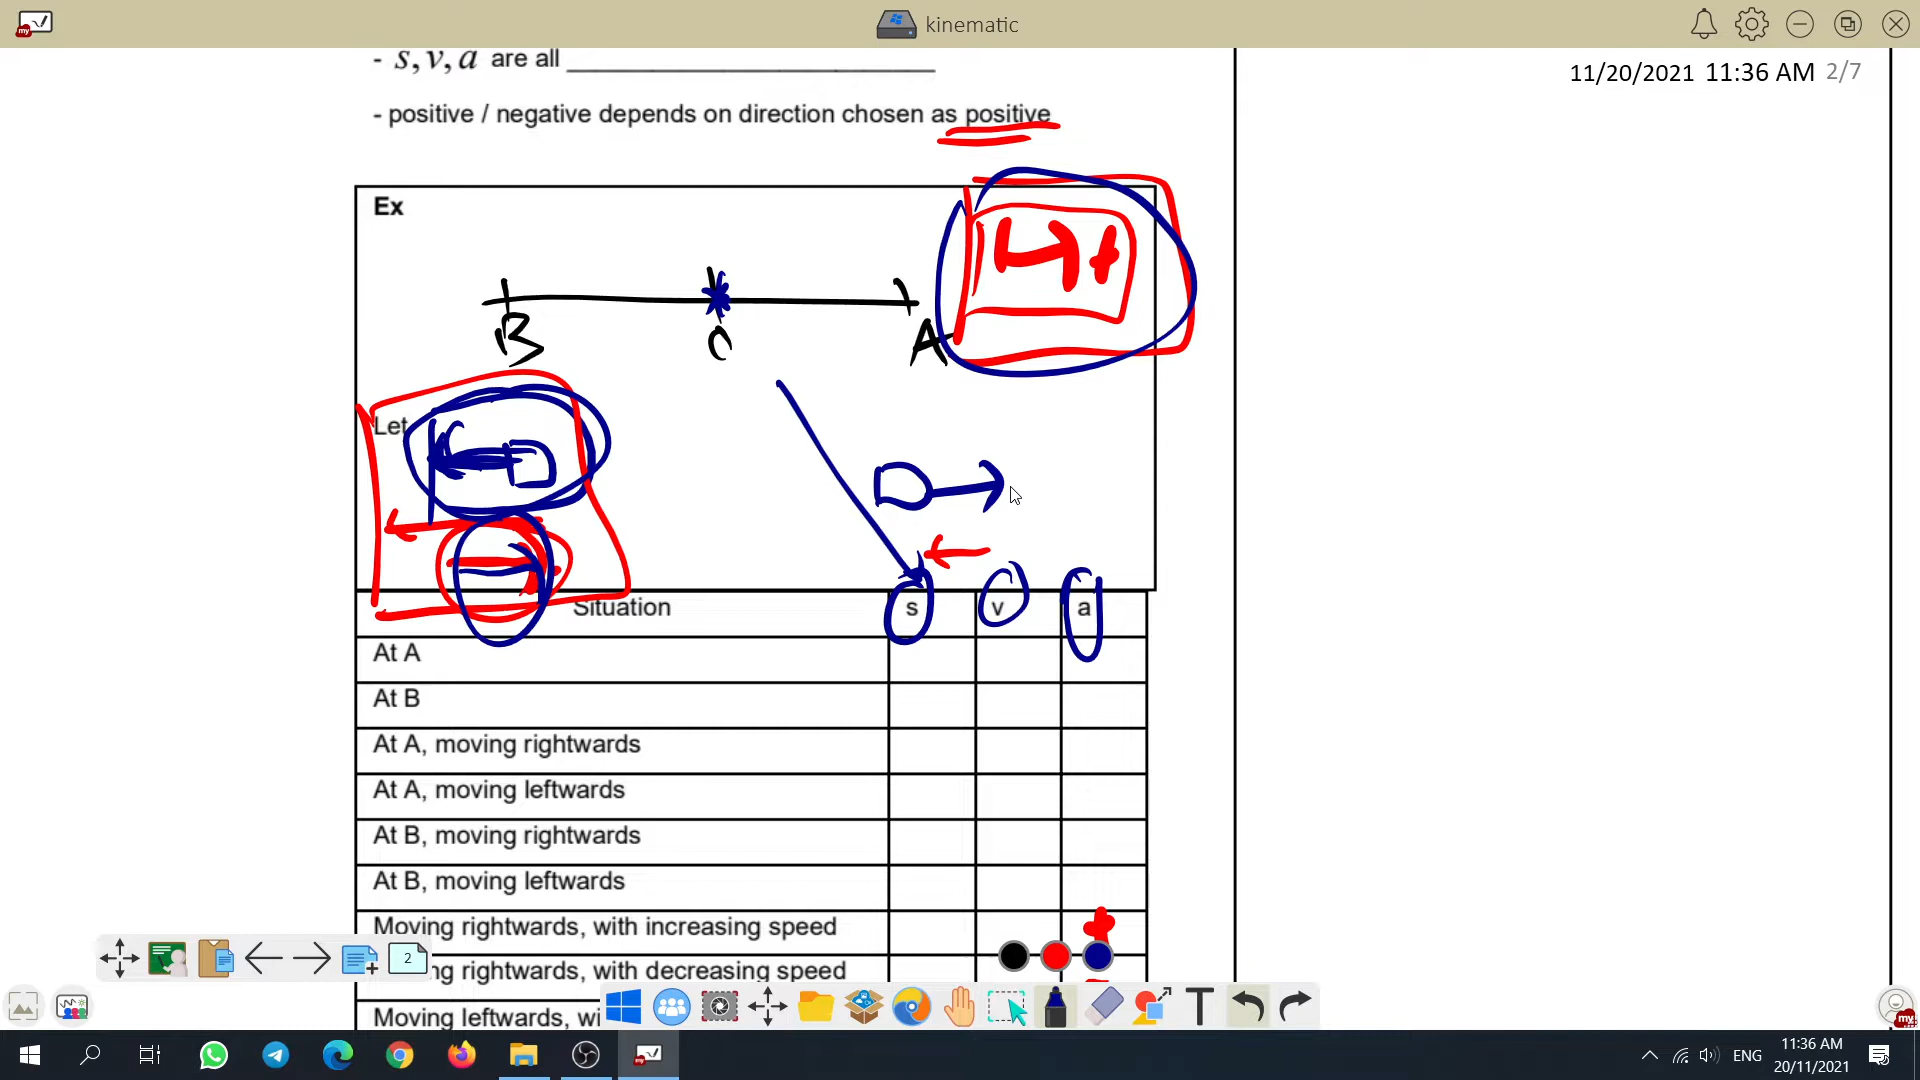 kinematic
11/20/2021 11:36 AM 2/7
- s, v, a are all ____________________________
- positive / negative depends on direction chosen as positive
Ex
+
B O A
Let
Situation s v a
At A
At B
At A, moving rightwards
At A, moving leftwards
At B, moving rightwards
At B, moving leftwards
Moving rightwards, with increasing speed
ng rightwards, with decreasing speed
Moving leftwards, wi
2
T
my
ENG
11:36 AM
20/11/2021